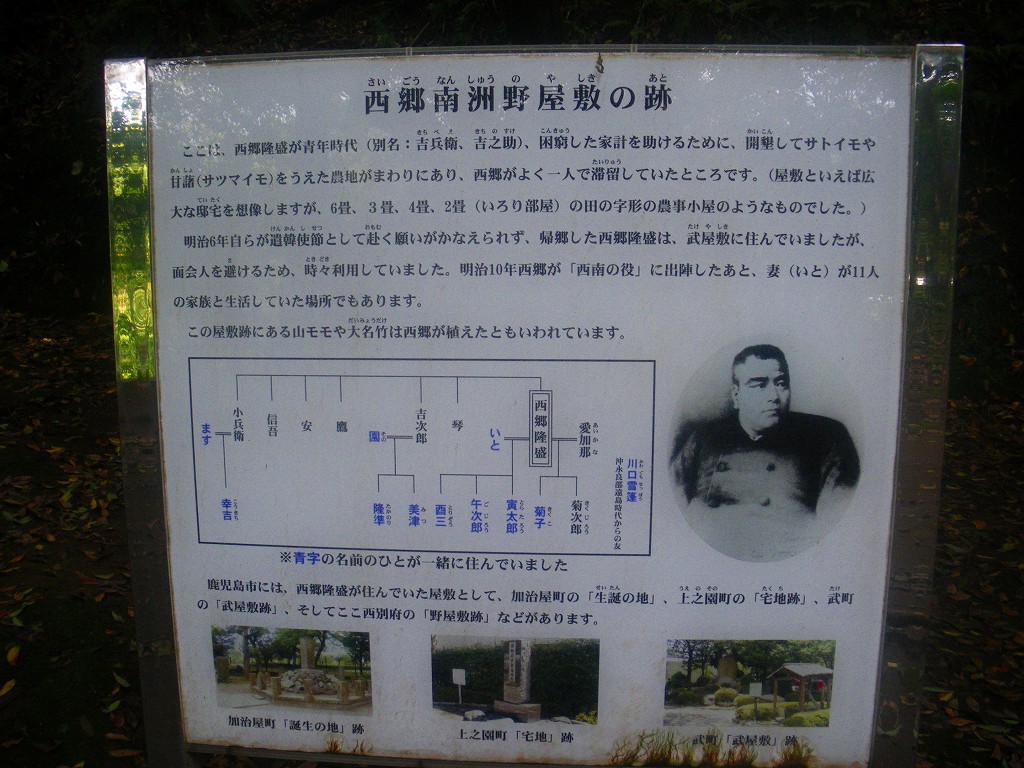 西郷南洲野屋敷の跡
ここは、西郷隆盛が青年時代（別名：吉兵衛、吉之助）、困窮した家計を助けるために、開墾してサトイモや
甘藷（サツマイモ）をうえた農地がまわりにあり、西郷がよく一人で滞留していたところです。（屋敷といえば広
大な邸宅を想像しますが、6畳、3畳、4畳、2畳（いろり部屋）の田の字形の農事小屋のようなものでした。）
明治6年自らが遣韓使節として赴く願いがかなえられず、帰郷した西郷隆盛は、武屋敷に住んでいましたが、
面会人を避けるため、時々利用していました。明治10年西郷が「西南の役」に出陣したあと、妻（いと）が11人
の家族と生活していた場所でもあります。
この屋敷跡にある山モモや大名竹は西郷が植えたともいわれています。
ます
小兵衛
信吾
安
鷹
吉次郎
園
琴
いと
西郷隆盛
愛加那
川口雪篷
沖永良部遠島時代からの友
幸吉
隆準
美津
酉三
午次郎
寅太郎
菊子
菊次郎
※青字の名前のひとが一緒に住んでいました
鹿児島市には、西郷隆盛が住んでいた屋敷として、加治屋町の「生誕の地」、上之園町の「宅地跡」、武町
の「武屋敷跡」、そしてここ西別府の「野屋敷跡」などがあります。
加治屋町「誕生の地」跡
上之園町「宅地」跡
武町「武屋敷」跡